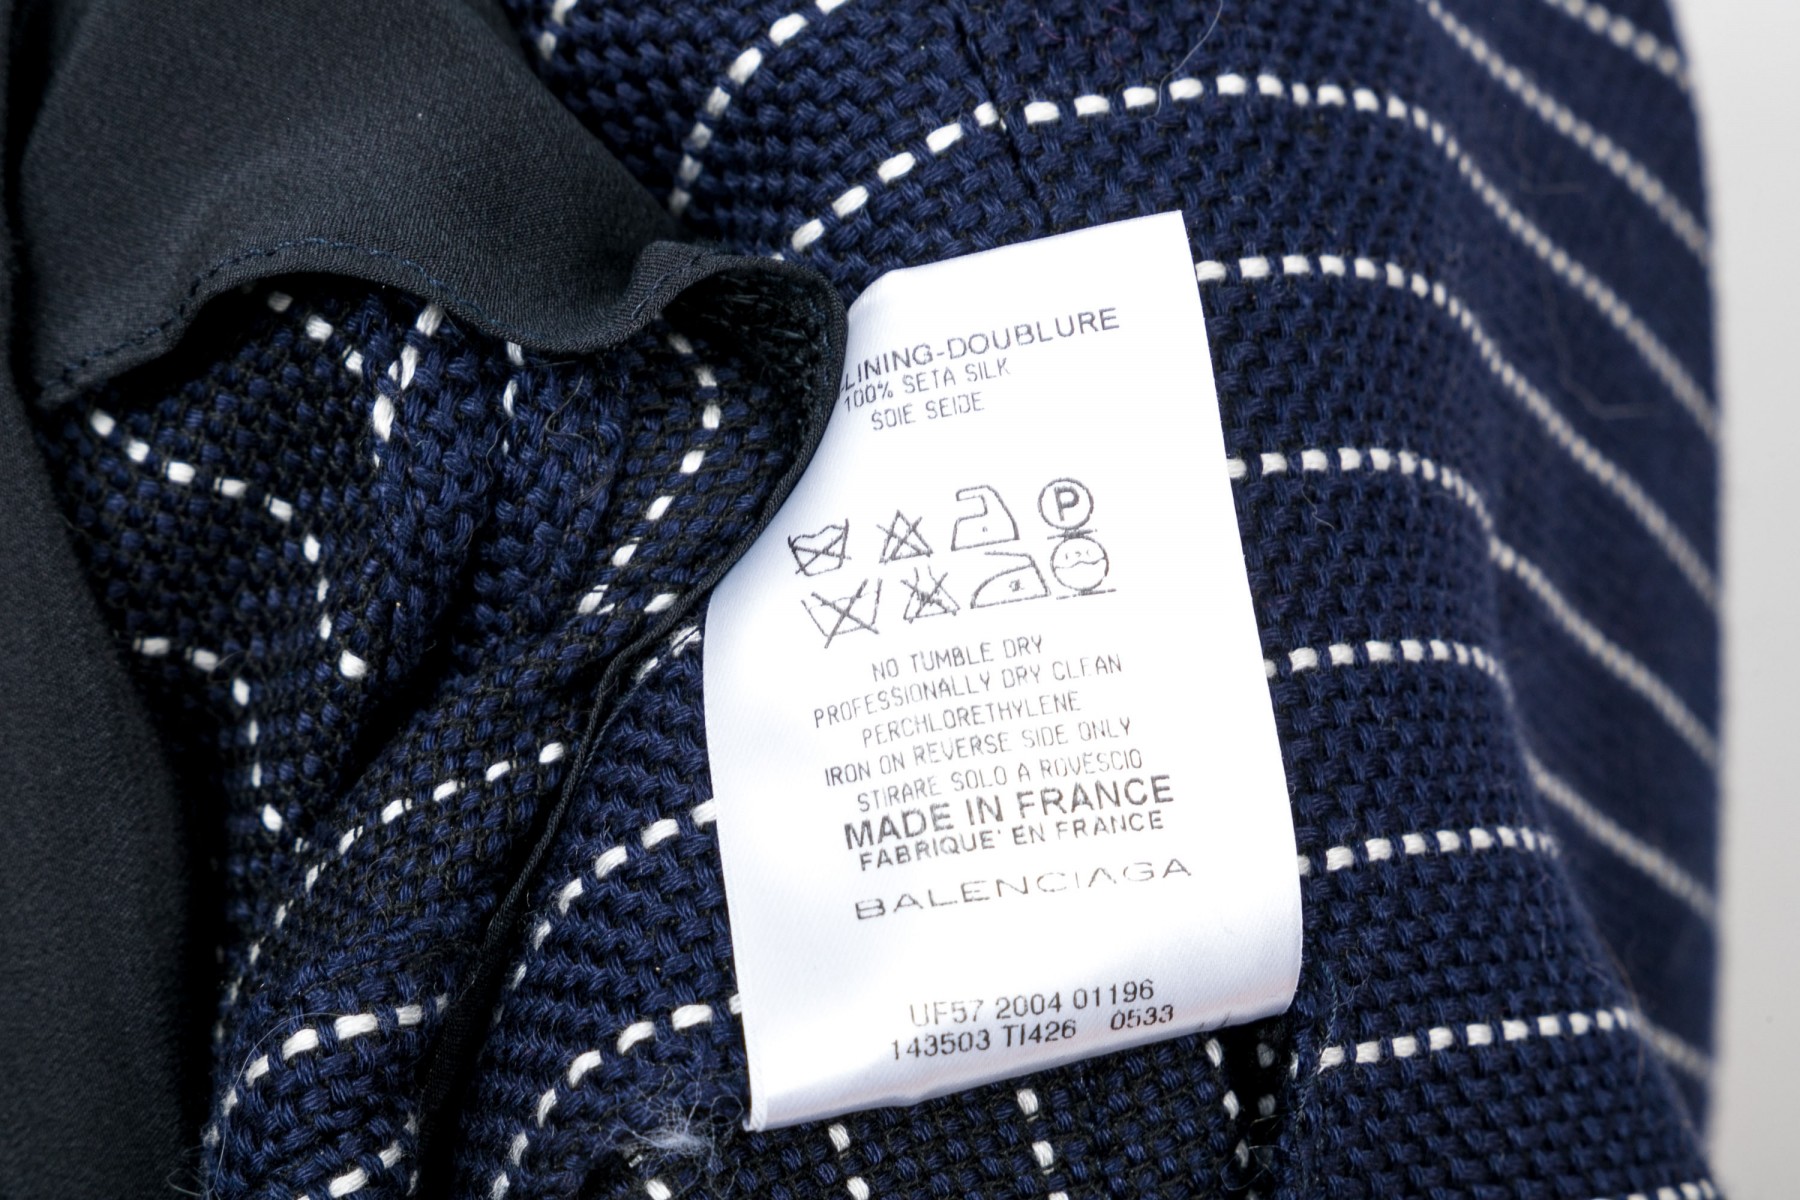 LINING-DOUBLURE
100% SETA SILK
SOIE SEIDE
P
NO TUMBLE DRY
PROFESSIONALLY DRY CLEAN
PERCHLORETHYLENE
IRON ON REVERSE SIDE ONLY
STIRARE SOLO A ROVESCIO
MADE IN FRANCE
FABRIQUE' EN FRANCE
BALENCIAGA
UF57 2004 01196
143503 TI426 0533